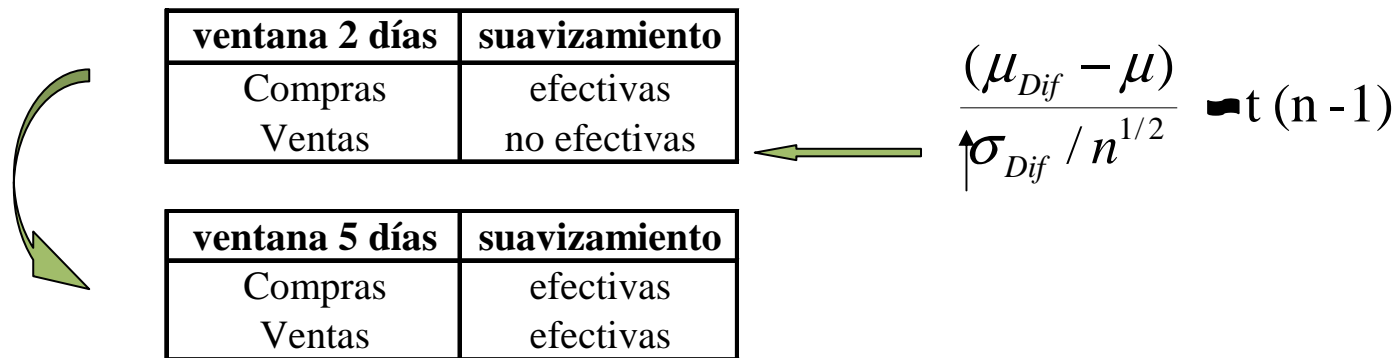 ventana 2 días suavizamiento
Compras efectivas
Ventas no efectivas
(μ_Dif − μ)
σ_Dif / n^1/2
~t (n -1)
ventana 5 días suavizamiento
Compras efectivas
Ventas efectivas